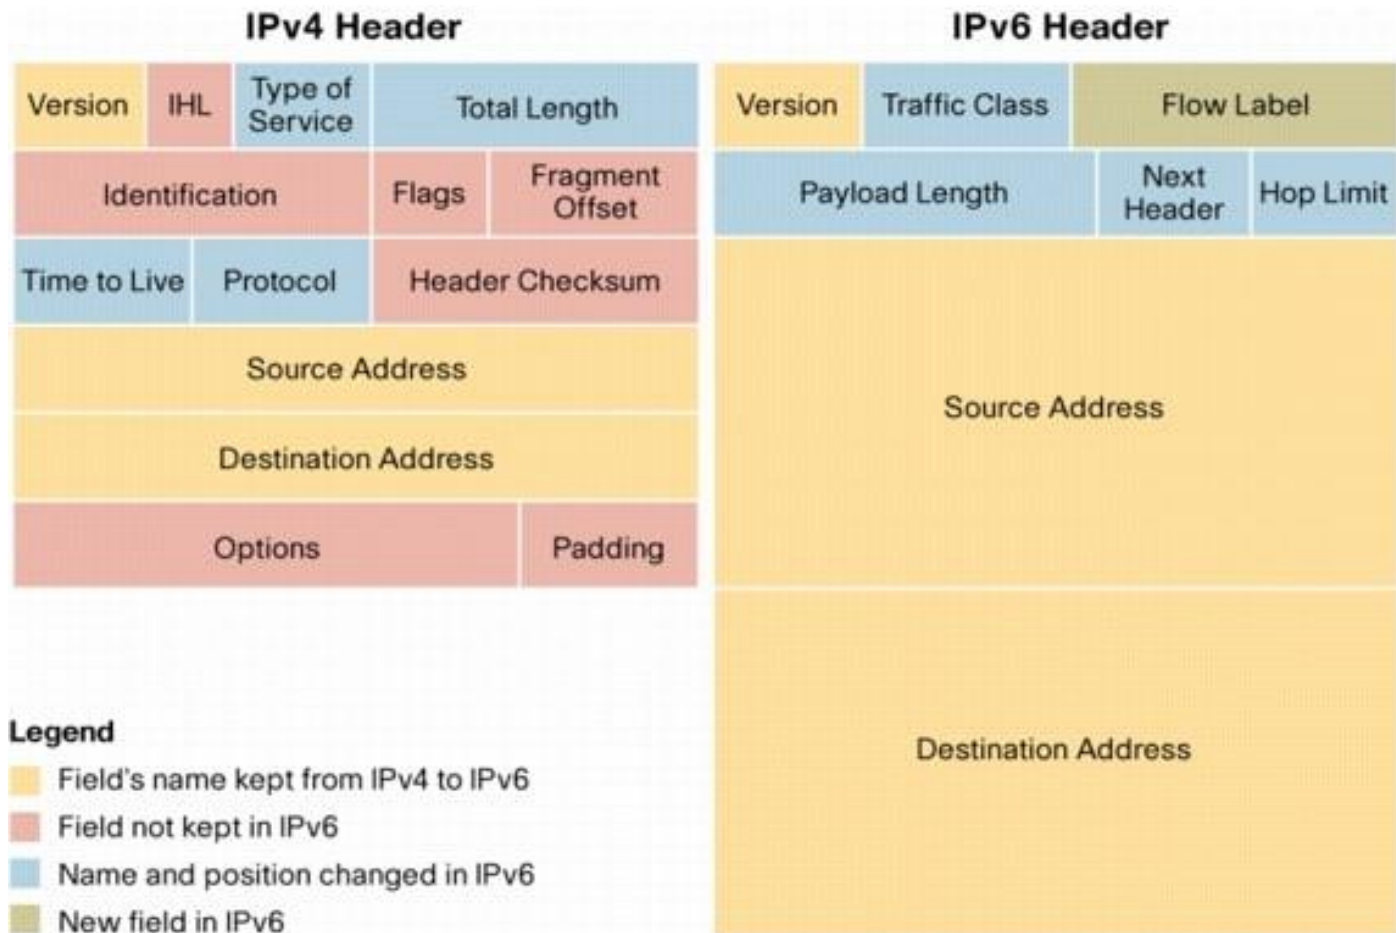 IPv4 Header
Version
IHL
Type of
Service
Total Length
Identification
Flags
Fragment
Offset
Time to Live
Protocol
Header Checksum
Source Address
Destination Address
Options
Padding
IPv6 Header
Version
Traffic Class
Flow Label
Payload Length
Next
Header
Hop Limit
Source Address
Destination Address
Legend
Field's name kept from IPv4 to IPv6
Field not kept in IPv6
Name and position changed in IPv6
New field in IPv6